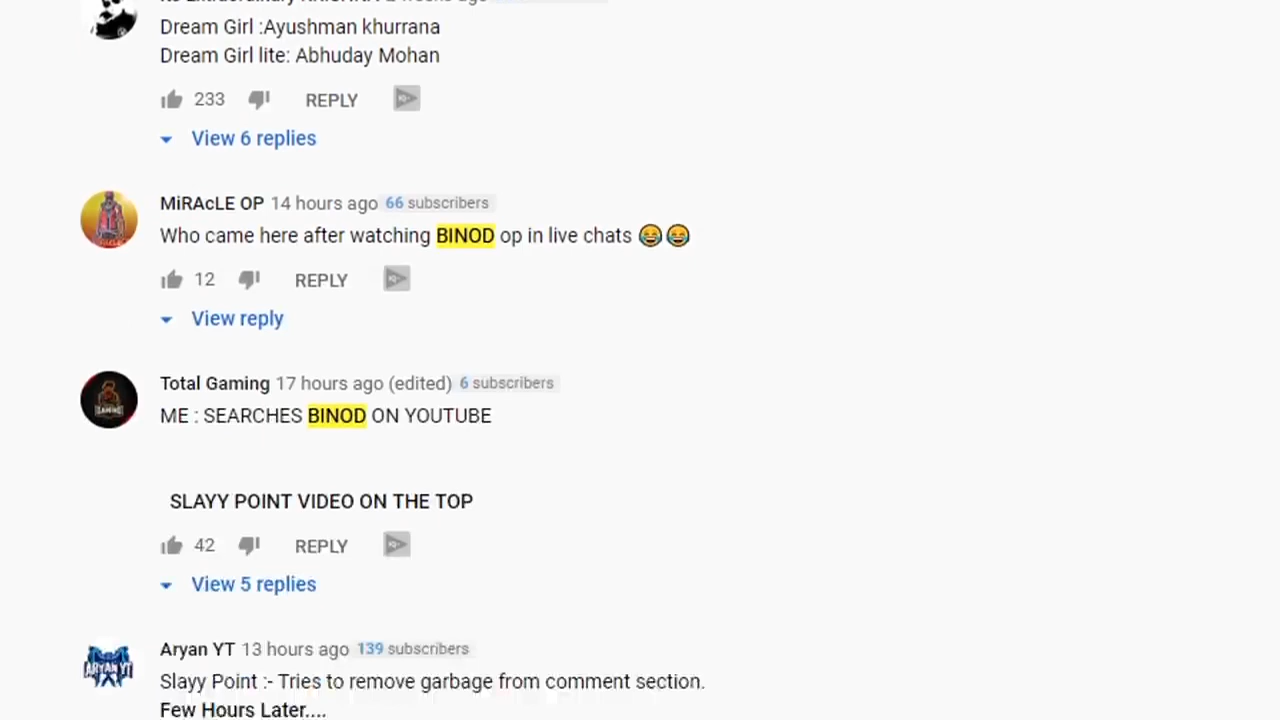 Dream Girl :Ayushman khurrana
Dream Girl lite: Abhuday Mohan
233 REPLY
View 6 replies
MiRAcLE OP 14 hours ago 66 subscribers
Who came here after watching BINOD op in live chats 😂😂
12 REPLY
View reply
Total Gaming 17 hours ago (edited) 6 subscribers
ME : SEARCHES BINOD ON YOUTUBE
SLAYY POINT VIDEO ON THE TOP
42 REPLY
View 5 replies
Aryan YT 13 hours ago 139 subscribers
Slayy Point :- Tries to remove garbage from comment section.
Few Hours Later....